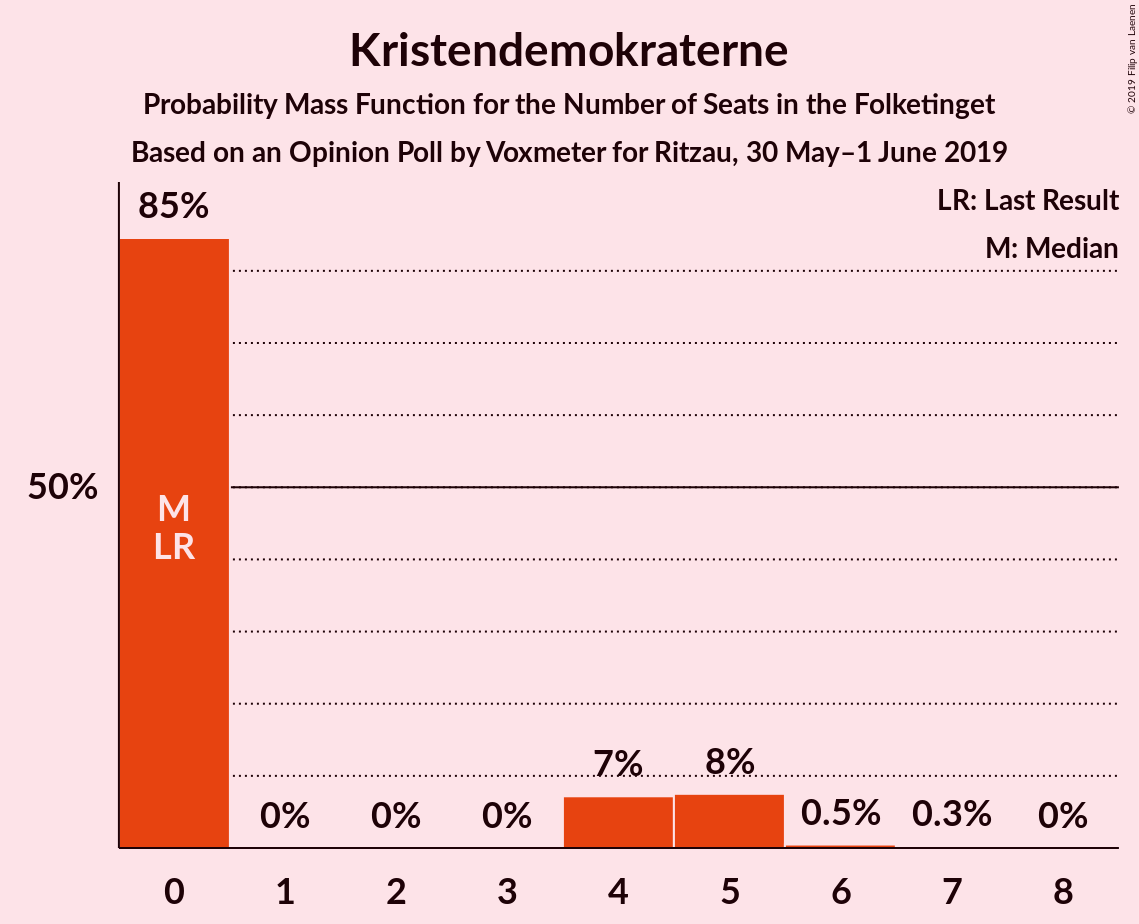 Kristendemokraterne
Probability Mass Function for the Number of Seats in the Folketinget
Based on an Opinion Poll by Voxmeter for Ritzau, 30 May–1 June 2019
© 2019 Filip van Laenen
LR: Last Result
M: Median
85%
50%
M
LR
0%
0%
0%
7%
8%
0.5%
0.3%
0%
0
1
2
3
4
5
6
7
8